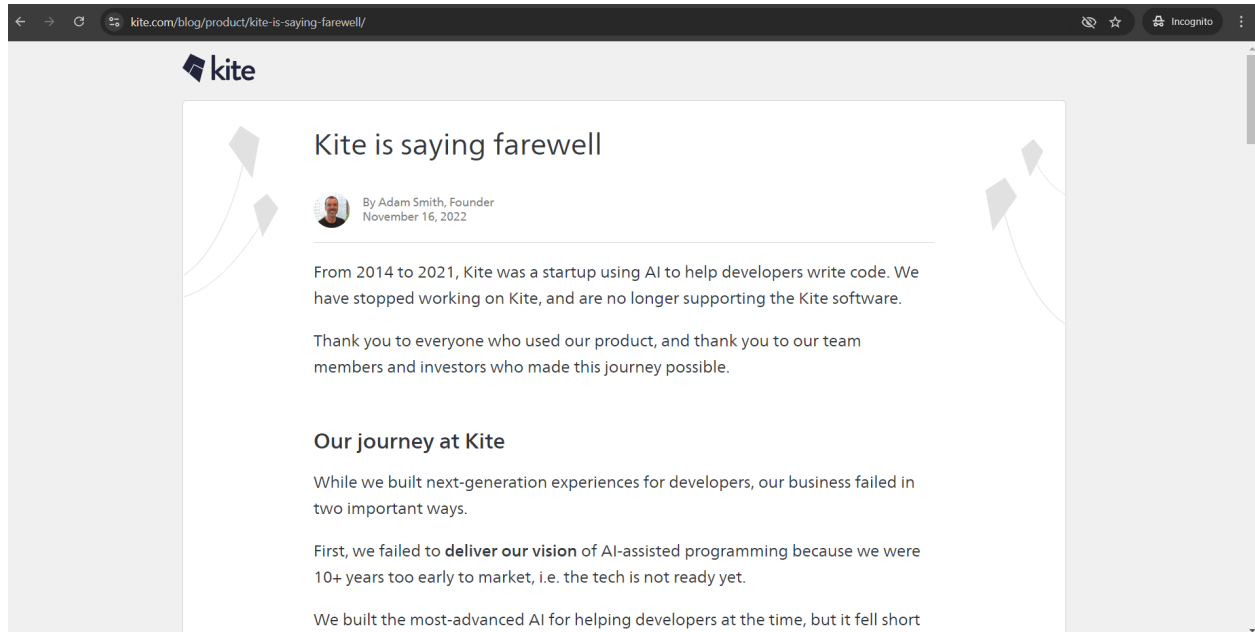 kite.com/blog/product/kite-is-saying-farewell/
Incognito
kite
Kite is saying farewell
By Adam Smith, Founder
November 16, 2022
From 2014 to 2021, Kite was a startup using AI to help developers write code. We
have stopped working on Kite, and are no longer supporting the Kite software.
Thank you to everyone who used our product, and thank you to our team
members and investors who made this journey possible.
Our journey at Kite
While we built next-generation experiences for developers, our business failed in
two important ways.
First, we failed to deliver our vision of AI-assisted programming because we were
10+ years too early to market, i.e. the tech is not ready yet.
We built the most-advanced AI for helping developers at the time, but it fell short